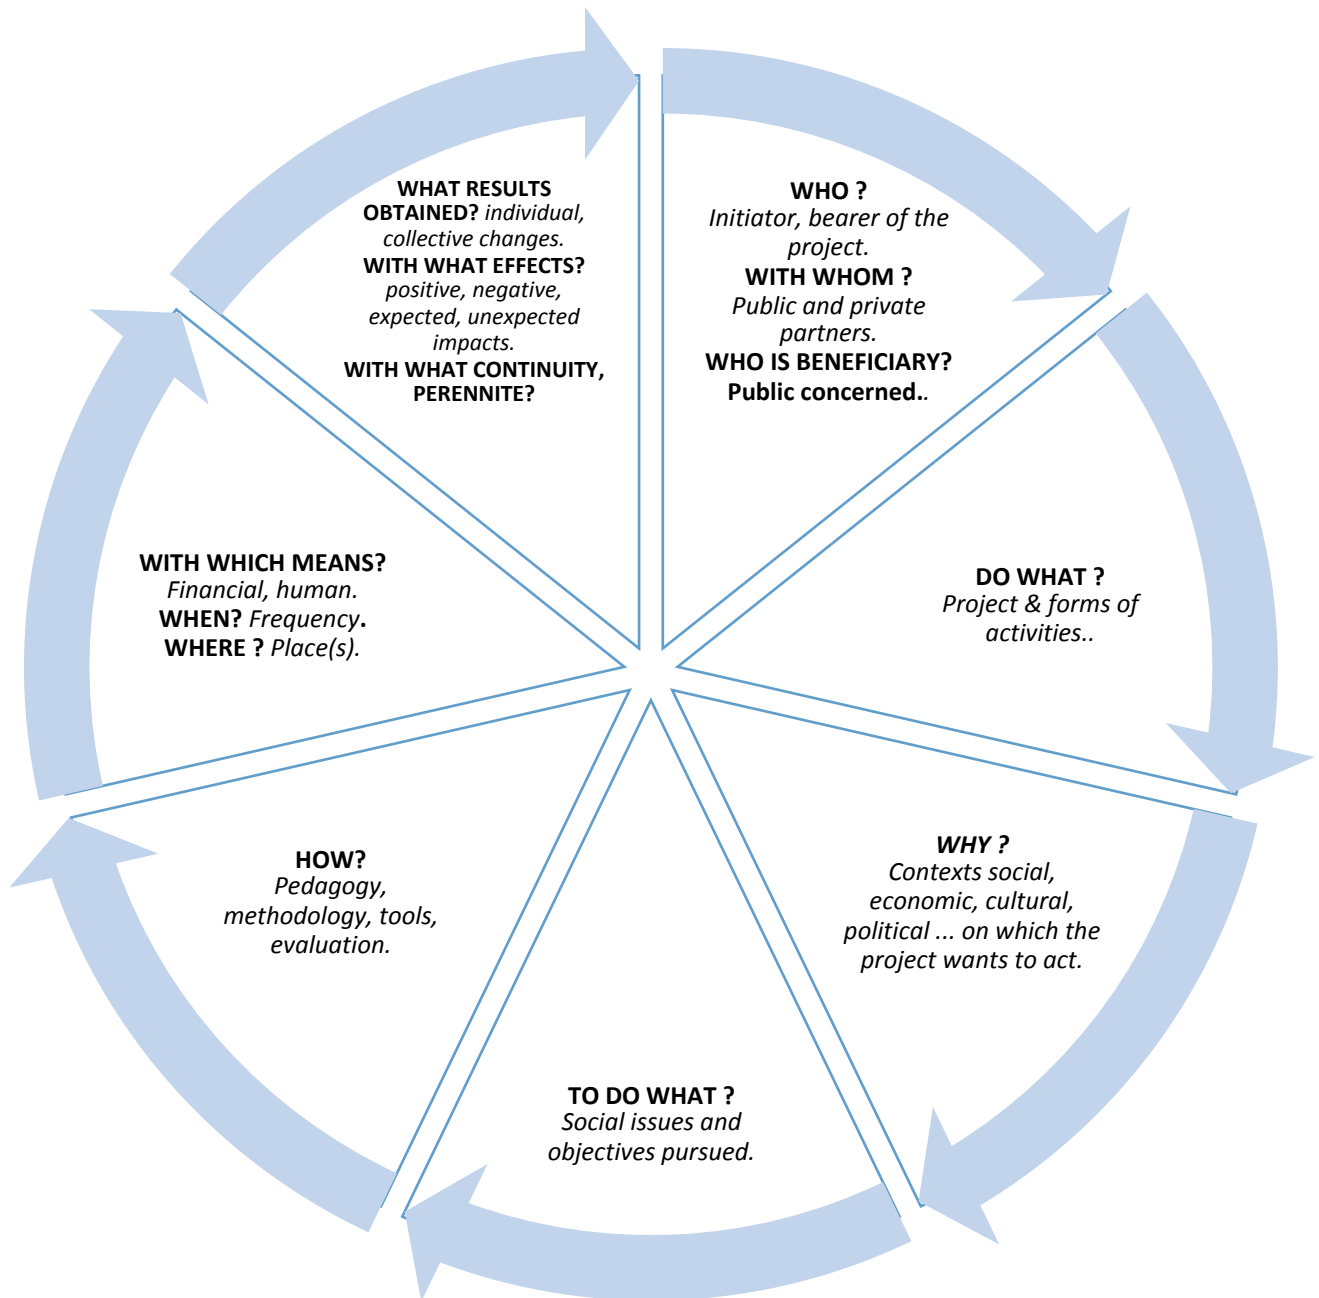 WHO ?
Initiator, bearer of the
project.
WITH WHOM ?
Public and private
partners.
WHO IS BENEFICIARY?
Public concerned..
DO WHAT ?
Project & forms of
activities..
WHY ?
Contexts social,
economic, cultural,
political ... on which the
project wants to act.
TO DO WHAT ?
Social issues and
objectives pursued.
HOW?
Pedagogy,
methodology, tools,
evaluation.
WITH WHICH MEANS?
Financial, human.
WHEN? Frequency.
WHERE ? Place(s).
WHAT RESULTS
OBTAINED? individual,
collective changes.
WITH WHAT EFFECTS?
positive, negative,
expected, unexpected
impacts.
WITH WHAT CONTINUITY,
PERENNITE?